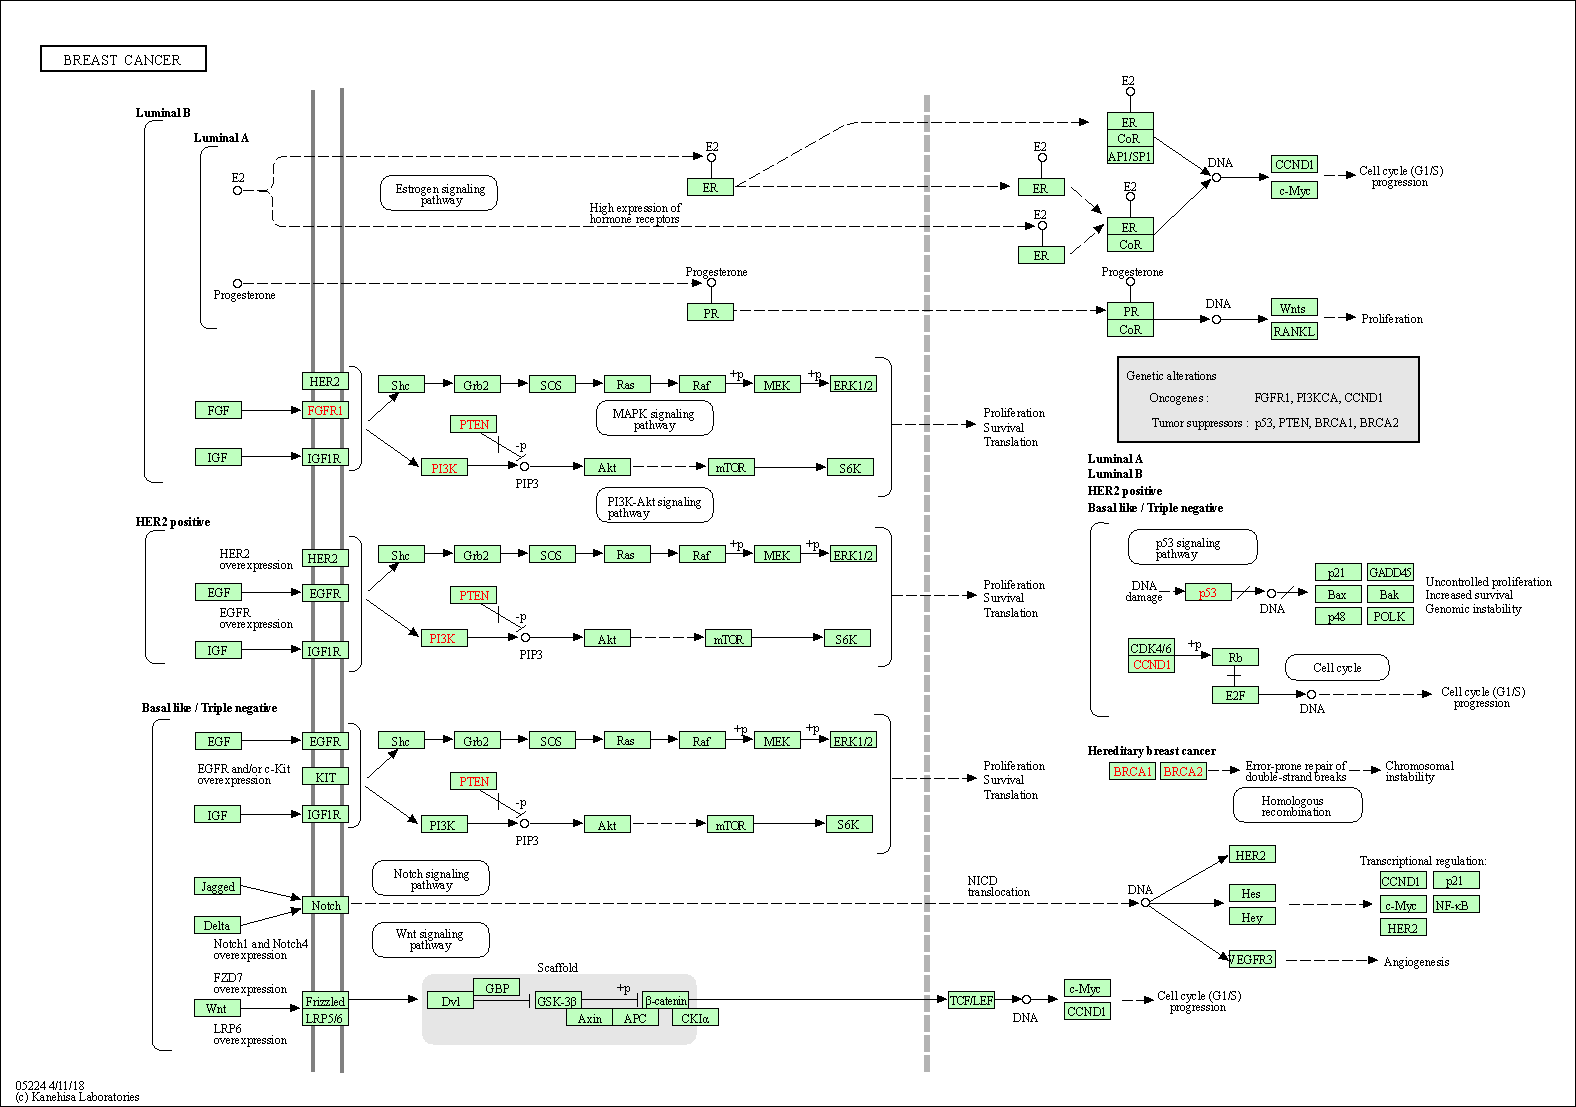 BREAST CANCER
Luminal B
Luminal A
E2
Estrogen signaling
pathway
High expression of
hormone receptors
E2
ER
E2
ER
E2
ER
E2
ER
CoR
AP1/SP1
E2
ER
CoR
DNA
CCND1
c-Myc
Cell cycle (G1/S)
progression
Progesterone
Progesterone
PR
Progesterone
PR
CoR
DNA
Wnts
RANKL
Proliferation
HER2
FGF
FGFR1
IGF
IGF1R
Shc
Grb2
SOS
Ras
Raf
+p
MEK
+p
ERK1/2
MAPK signaling
pathway
PTEN
-p
PI3K
PIP3
Akt
mTOR
S6K
PI3K-Akt signaling
pathway
Proliferation
Survival
Translation
Genetic alterations
Oncogenes : FGFR1, PI3KCA, CCND1
Tumor suppressors : p53, PTEN, BRCA1, BRCA2
HER2 positive
HER2
overexpression
HER2
EGF
EGFR
EGFR
overexpression
IGF
IGF1R
Shc
Grb2
SOS
Ras
Raf
+p
MEK
+p
ERK1/2
PTEN
-p
PI3K
PIP3
Akt
mTOR
S6K
Proliferation
Survival
Translation
Luminal A
Luminal B
HER2 positive
Basal like / Triple negative
p53 signaling
pathway
DNA
damage
p53
DNA
p21
GADD45
Bax
Bak
p48
POLK
Uncontrolled proliferation
Increased survival
Genomic instability
CDK4/6
CCND1
+p
Rb
E2F
Cell cycle
DNA
Cell cycle (G1/S)
progression
Basal like / Triple negative
EGF
EGFR
EGFR and/or c-Kit
overexpression
KIT
IGF
IGF1R
Shc
Grb2
SOS
Ras
Raf
+p
MEK
+p
ERK1/2
PTEN
-p
PI3K
PIP3
Akt
mTOR
S6K
Proliferation
Survival
Translation
Hereditary breast cancer
BRCA1
BRCA2
Error-prone repair of
double-strand breaks
Chromosomal
instability
Homologous
recombination
Jagged
Delta
Notch
Notch1 and Notch4
overexpression
Notch signaling
pathway
NICD
translocation
DNA
HER2
Hes
Hey
VEGFR3
Transcriptional regulation:
CCND1
p21
c-Myc
NF-κB
HER2
Angiogenesis
Wnt signaling
pathway
FZD7
overexpression
Wnt
Frizzled
LRP5/6
LRP6
overexpression
Scaffold
Dvl
GBP
GSK-3β
+p
β-catenin
Axin
APC
CKIα
TCF/LEF
DNA
c-Myc
CCND1
Cell cycle (G1/S)
progression
05224 4/11/18
(c) Kanehisa Laboratories